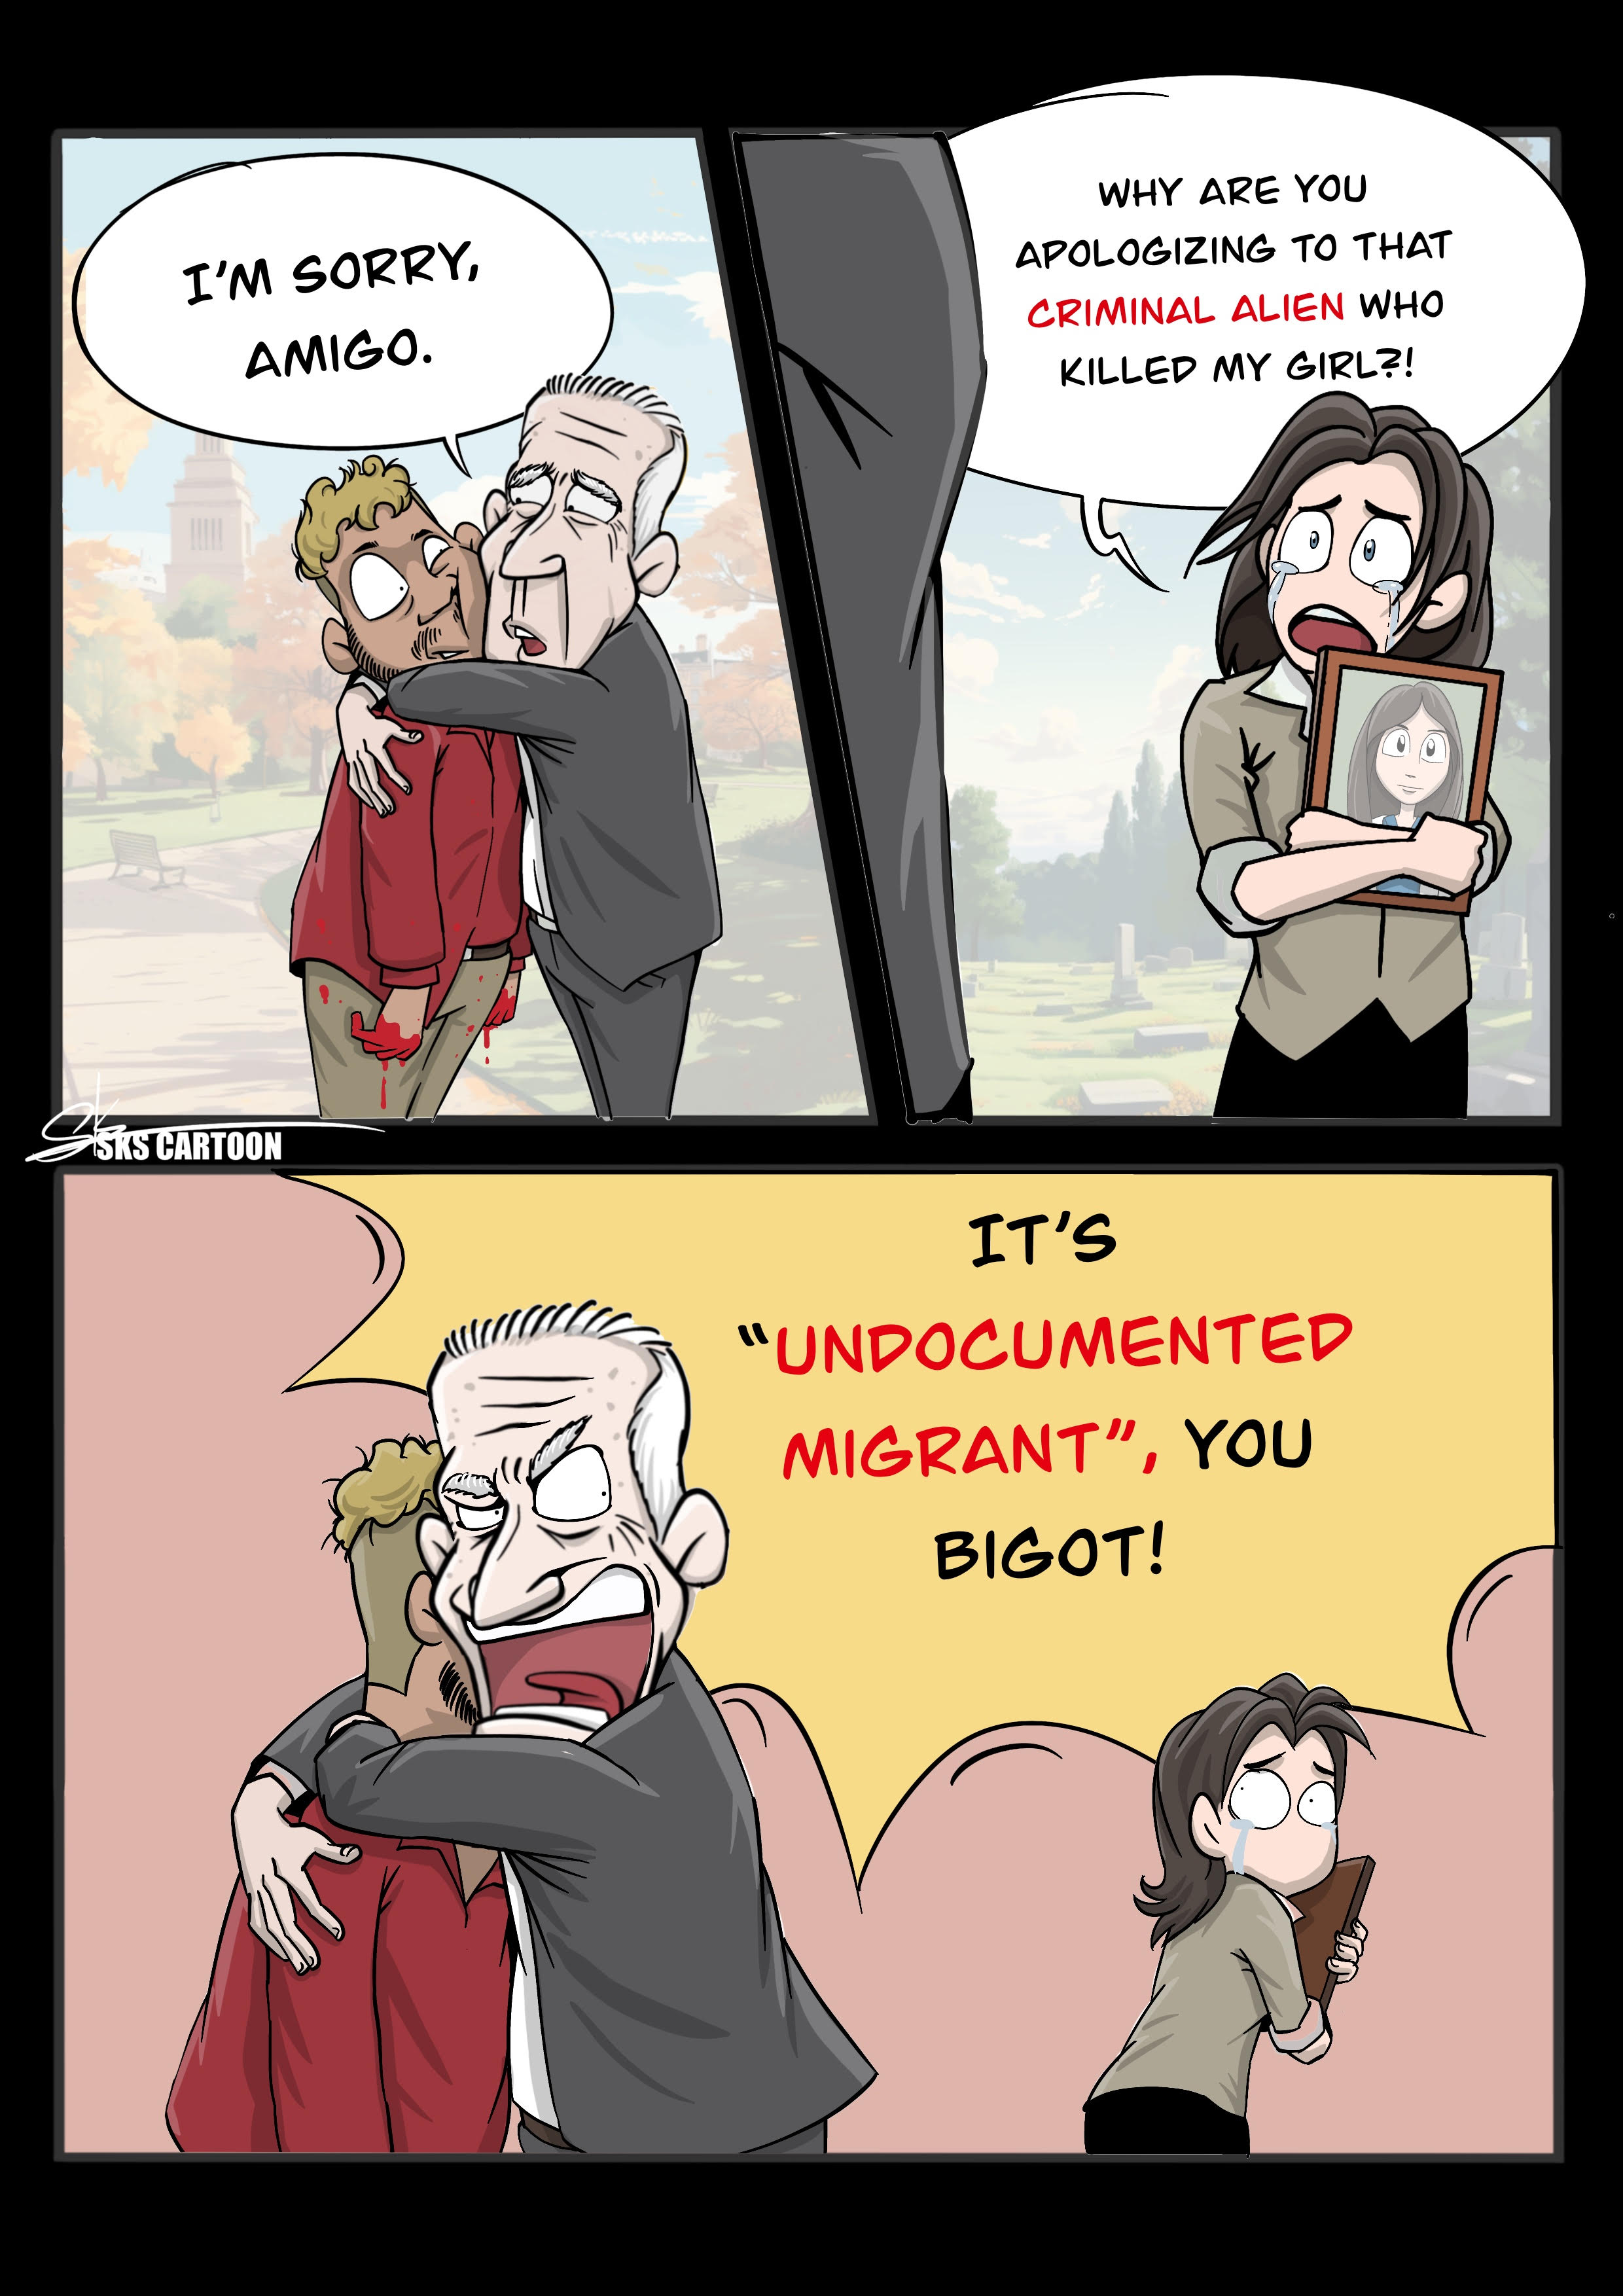 I'M SORRY,
AMIGO.
WHY ARE YOU
APOLOGIZING TO THAT
CRIMINAL ALIEN WHO
KILLED MY GIRL?!
SKS CARTOON
IT'S
“UNDOCUMENTED
MIGRANT”, YOU
BIGOT!